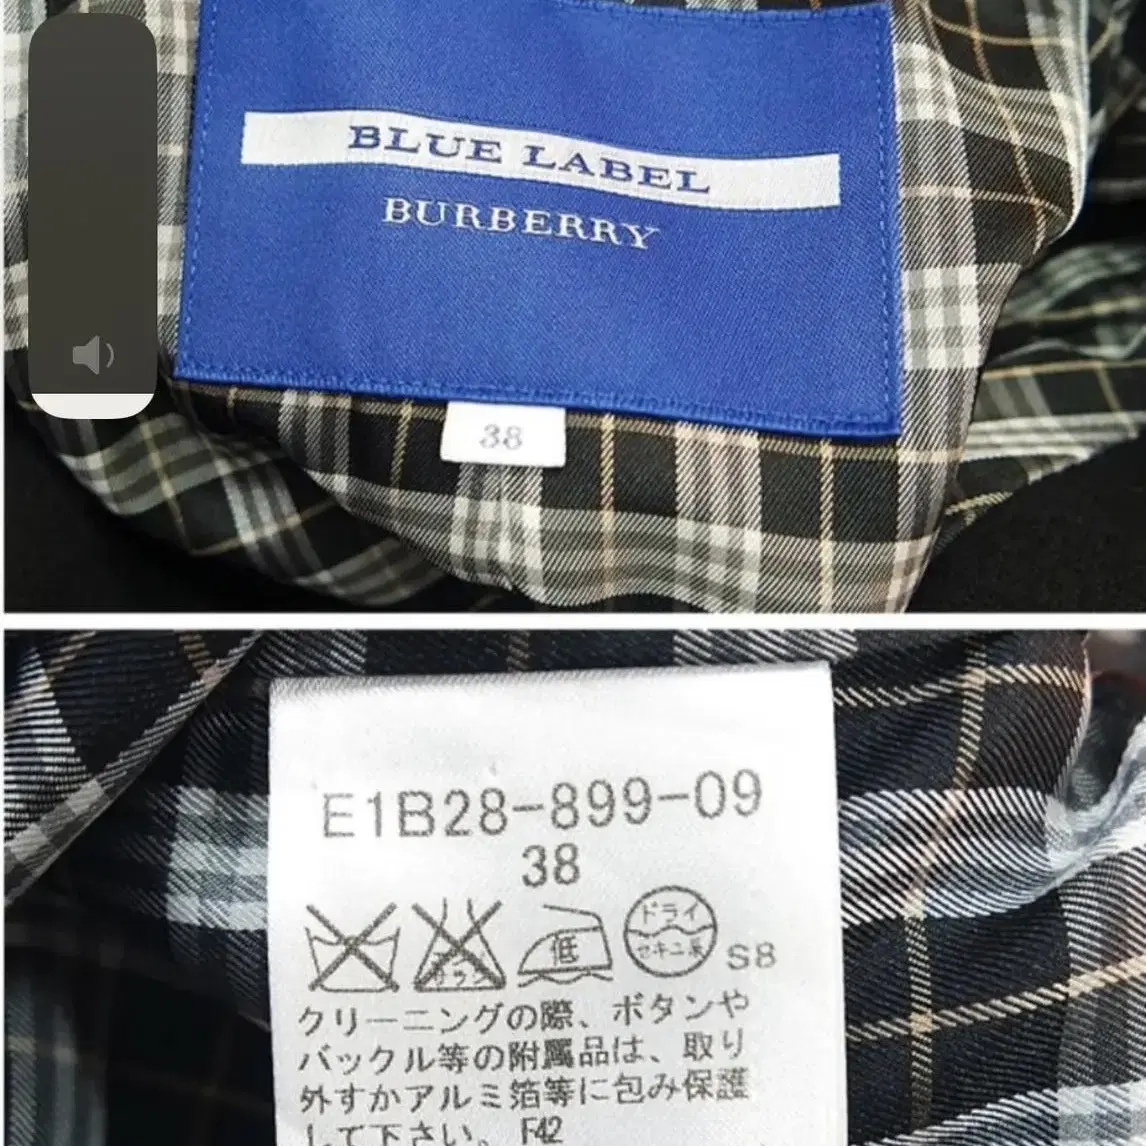 BLUE LABEL
BURBERRY
38
E1B28-899-09
38
低
ドライ
セキユ系
S8
クリーニングの際、ボタンや
バックル等の附属品は、取り
外すかアルミ箔等に包み保護
して下さい。 F42